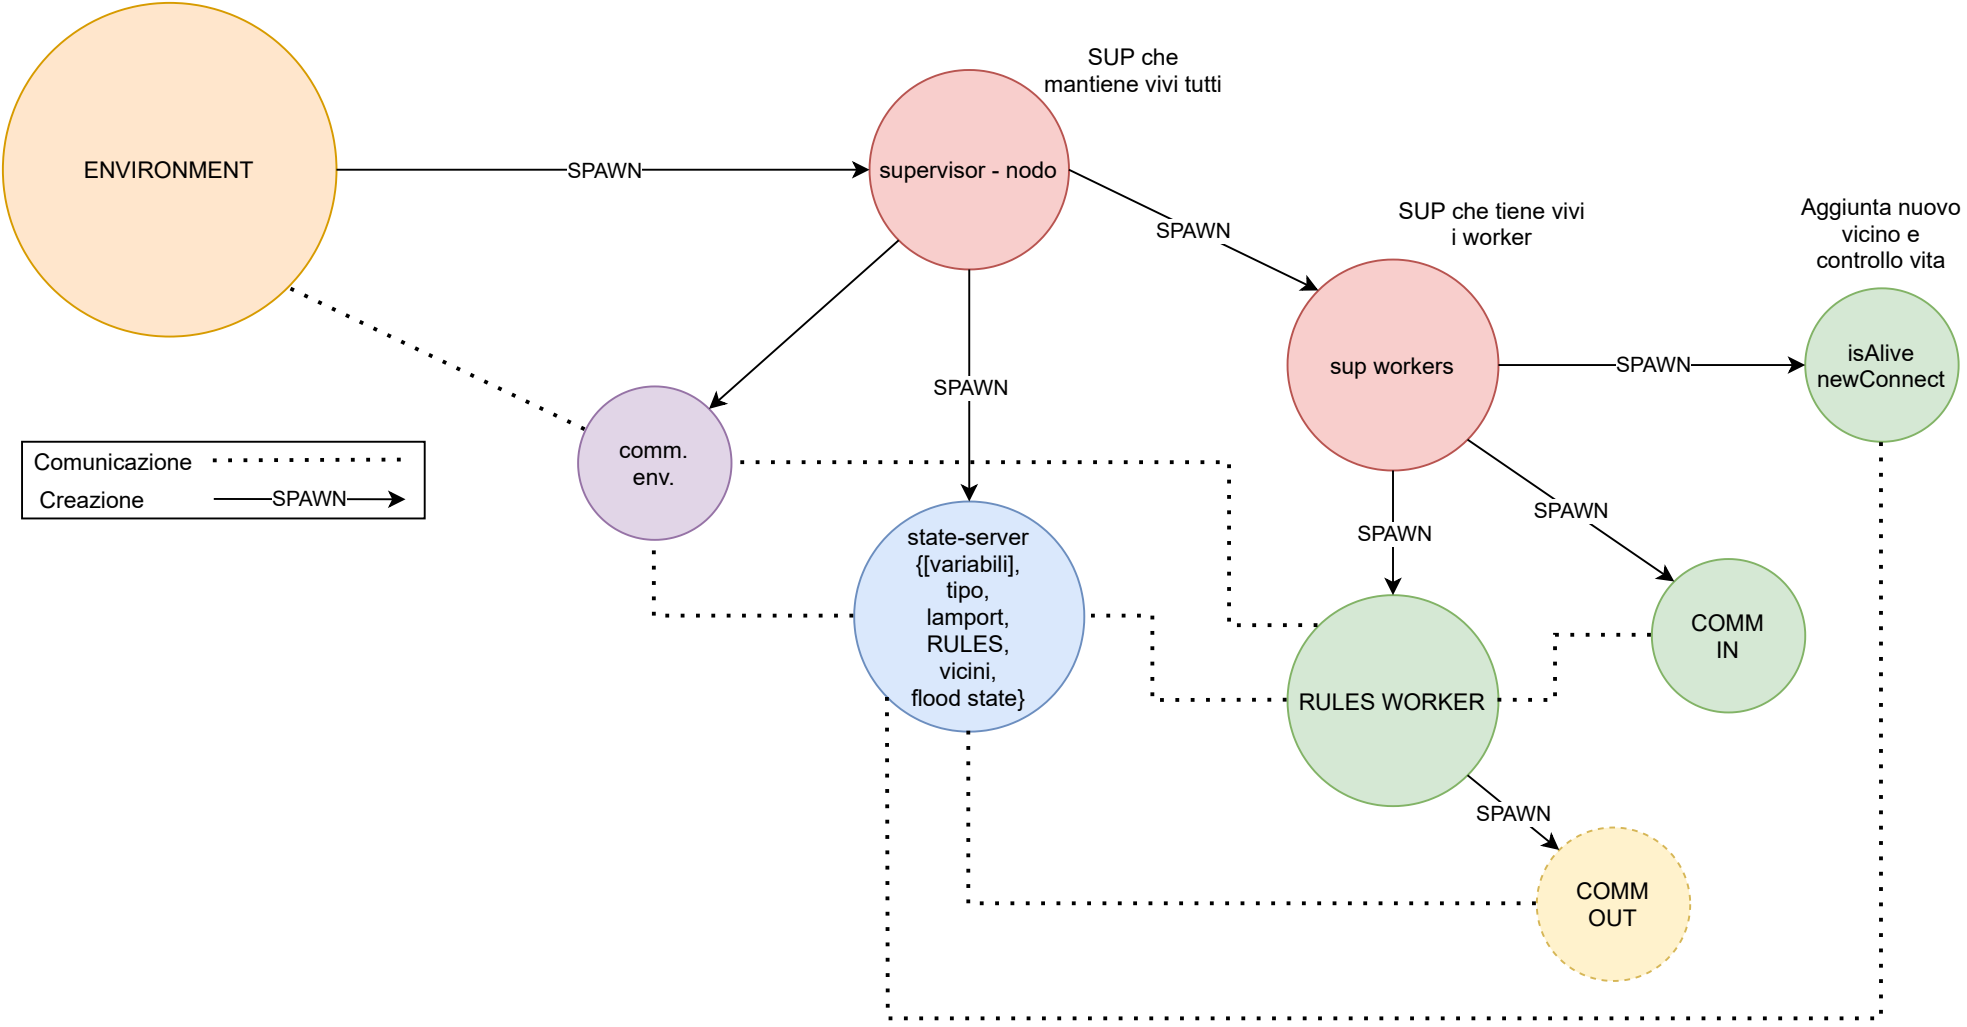 SUP che
mantiene vivi tutti
ENVIRONMENT
SPAWN
supervisor - nodo
SPAWN
SUP che tiene vivi
i worker
Aggiunta nuovo
vicino e
controllo vita
sup workers
SPAWN
isAlive
newConnect
SPAWN
comm.
env.
Comunicazione
Creazione
SPAWN
SPAWN
SPAWN
state-server
{[variabili],
tipo,
lamport,
RULES,
vicini,
flood state}
COMM
IN
RULES WORKER
SPAWN
COMM
OUT